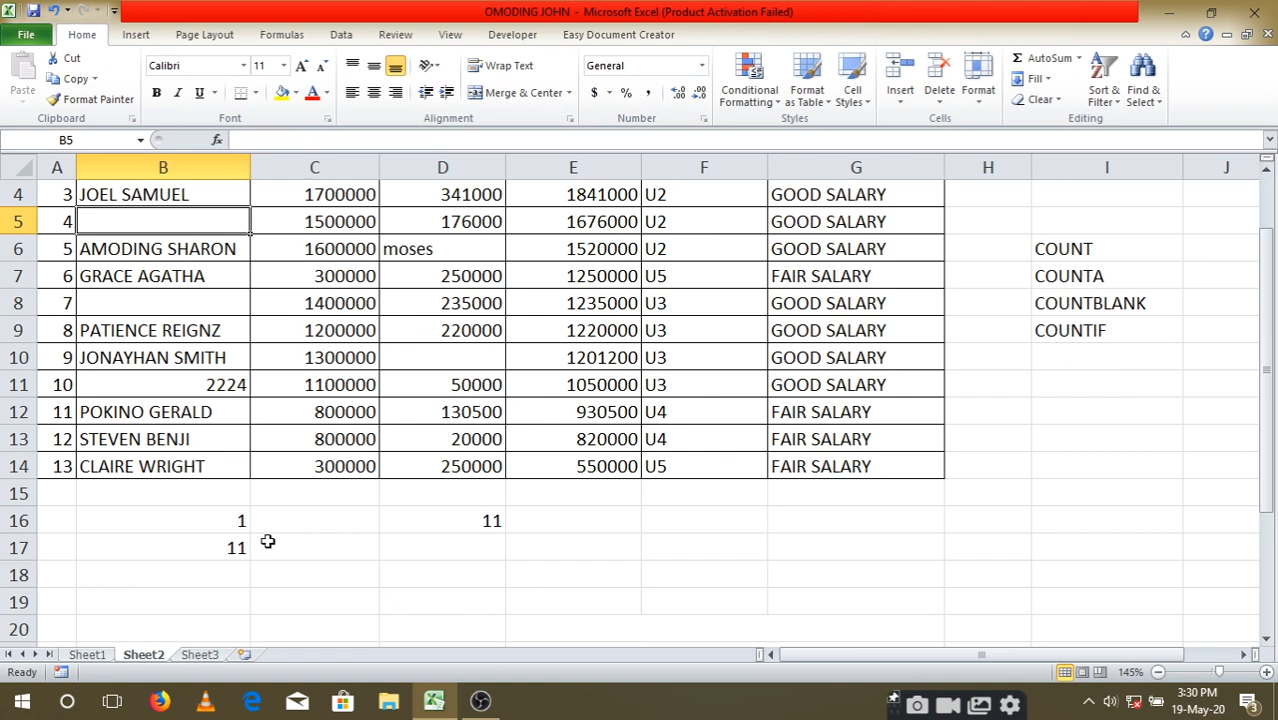 OMODING JOHN - Microsoft Excel (Product Activation Failed)
File Home Insert Page Layout Formulas Data Review View Developer Easy Document Creator
Cut
Copy
Format Painter
Paste
Clipboard
Calibri 11 A A
B I U A
Font
Wrap Text
Merge & Center
Alignment
General
$ % , .0 .00 .00 .0
Number
Conditional Formatting
Format as Table
Cell Styles
Styles
Insert Delete Format
Cells
Σ AutoSum
Fill
Clear
Sort & Filter
Find & Select
Editing
B5 fx
A B C D E F G H I J
4 3 JOEL SAMUEL 1700000 341000 1841000 U2 GOOD SALARY
5 4 1500000 176000 1676000 U2 GOOD SALARY
6 5 AMODING SHARON 1600000 moses 1520000 U2 GOOD SALARY COUNT
7 6 GRACE AGATHA 300000 250000 1250000 U5 FAIR SALARY COUNTA
8 7 1400000 235000 1235000 U3 GOOD SALARY COUNTBLANK
9 8 PATIENCE REIGNZ 1200000 220000 1220000 U3 GOOD SALARY COUNTIF
10 9 JONAYHAN SMITH 1300000 1201200 U3 GOOD SALARY
11 10 2224 1100000 50000 1050000 U3 GOOD SALARY
12 11 POKINO GERALD 800000 130500 930500 U4 FAIR SALARY
13 12 STEVEN BENJI 800000 20000 820000 U4 FAIR SALARY
14 13 CLAIRE WRIGHT 300000 250000 550000 U5 FAIR SALARY
15
16 1 11
17 11
18
19
20
Sheet1 Sheet2 Sheet3
Ready 145%
3:30 PM
19-May-20
3